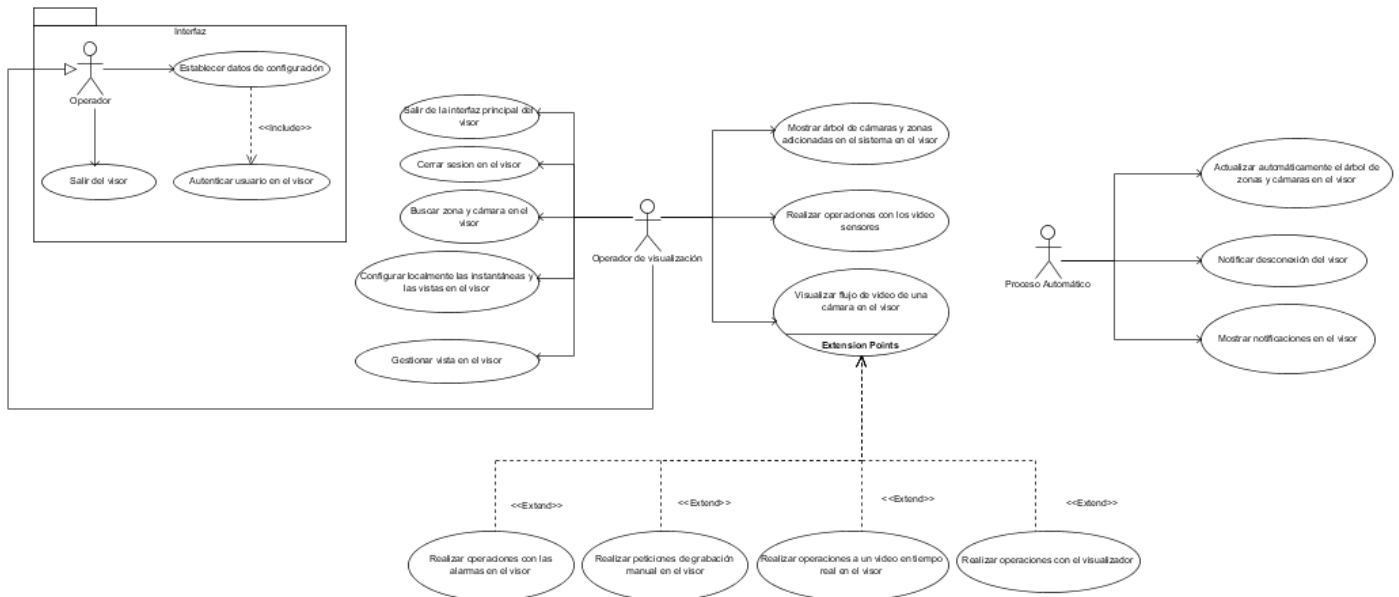 Interfaz
Operador
Establecer datos de configuración
<<Include>>
Salir del visor
Autenticar usuario en el visor
Salir de la interfaz principal del
visor
Cerrar sesion en el visor
Buscar zona y cámara en el
visor
Configurar localmente las instantáneas y
las vistas en el visor
Gestionar vista en el visor
Operador de visualización
Mostrar árbol de cámaras y zonas
adicionadas en el sistema en el visor
Realizar operaciones con los video
sensores
Visualizar flujo de video de una
cámara en el visor
Extension Points
Proceso Automático
Actualizar automáticamente el árbol de
zonas y cámaras en el visor
Notificar desconexión del visor
Mostrar notificaciones en el visor
<<Extend>>
<<Extend>>
<<Extend>>
<<Extend>>
Realizar operaciones con las
alarmas en el visor
Realizar peticiones de grabación
manual en el visor
Realizar operaciones a un video en tiempo
real en el visor
Realizar operaciones con el visualizador